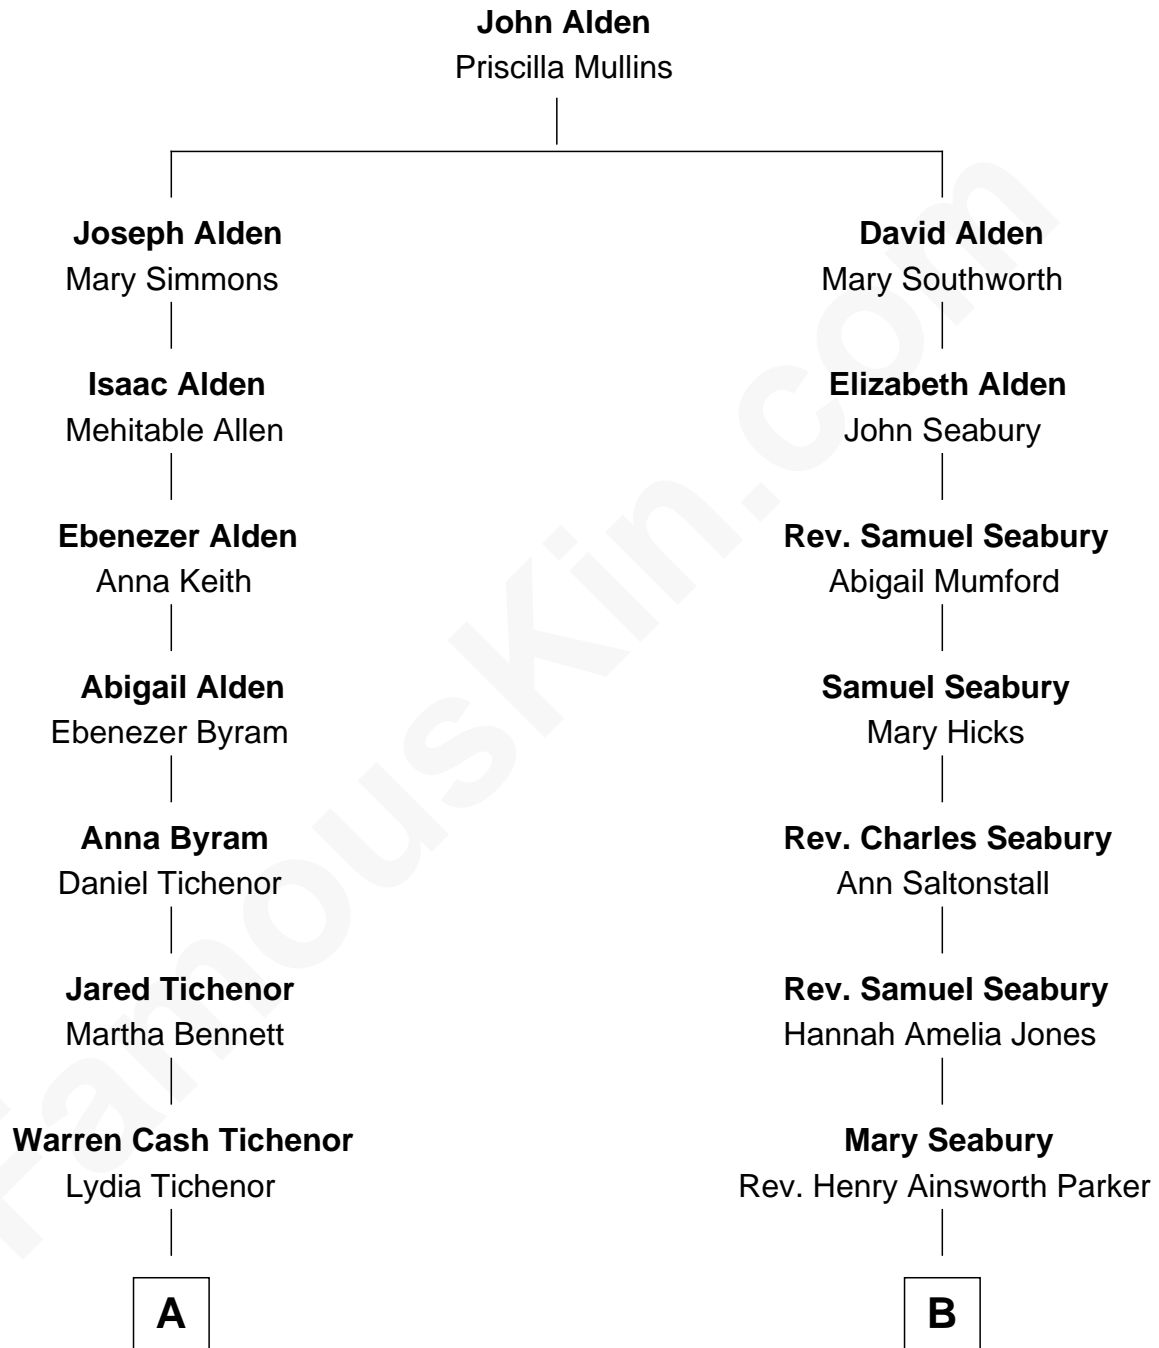 John Alden
Priscilla Mullins
Joseph Alden
Mary Simmons
Isaac Alden
Mehitable Allen
Ebenezer Alden
Anna Keith
Abigail Alden
Ebenezer Byram
Anna Byram
Daniel Tichenor
Jared Tichenor
Martha Bennett
Warren Cash Tichenor
Lydia Tichenor
A
David Alden
Mary Southworth
Elizabeth Alden
John Seabury
Rev. Samuel Seabury
Abigail Mumford
Samuel Seabury
Mary Hicks
Rev. Charles Seabury
Ann Saltonstall
Rev. Samuel Seabury
Hannah Amelia Jones
Mary Seabury
Rev. Henry Ainsworth Parker
B
FamousKin.com